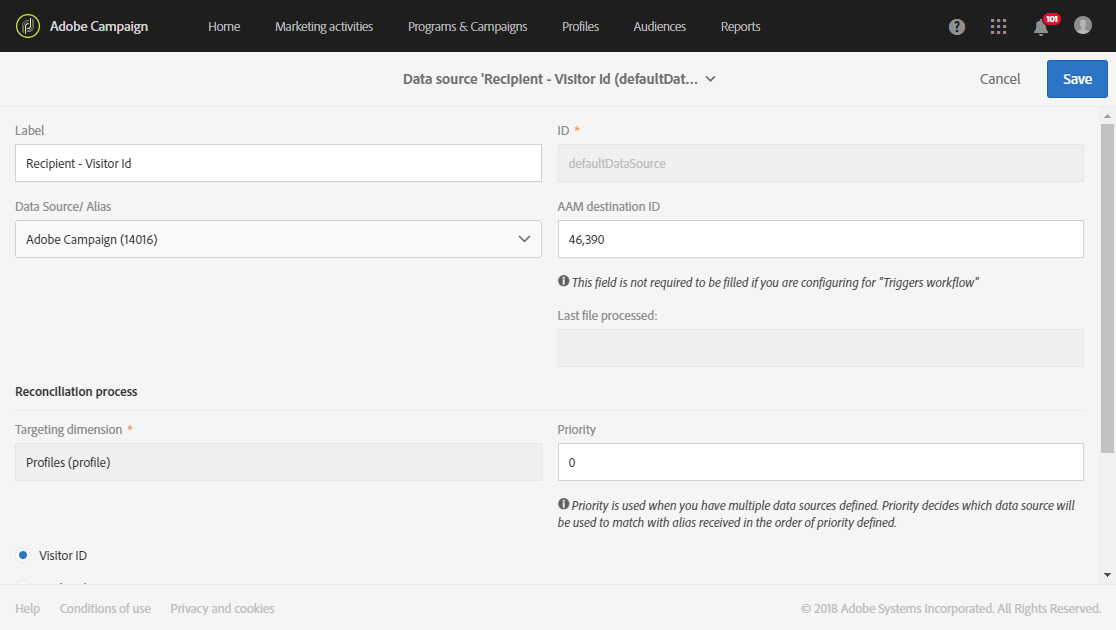 Adobe Campaign
Home
Marketing activities
Programs & Campaigns
Profiles
Audiences
Reports
?
101
Data source 'Recipient - Visitor Id (defaultDat...
Cancel
Save
Label
ID *
Recipient - Visitor Id
defaultDataSource
Data Source/ Alias
AAM destination ID
Adobe Campaign (14016)
46,390
This field is not required to be filled if you are configuring for "Triggers workflow"
Last file processed:
Reconciliation process
Targeting dimension *
Priority
Profiles (profile)
0
Priority is used when you have multiple data sources defined. Priority decides which data source will
be used to match with alias received in the order of priority defined.
Visitor ID
Help
Conditions of use
Privacy and cookies
© 2018 Adobe Systems Incorporated. All Rights Reserved.